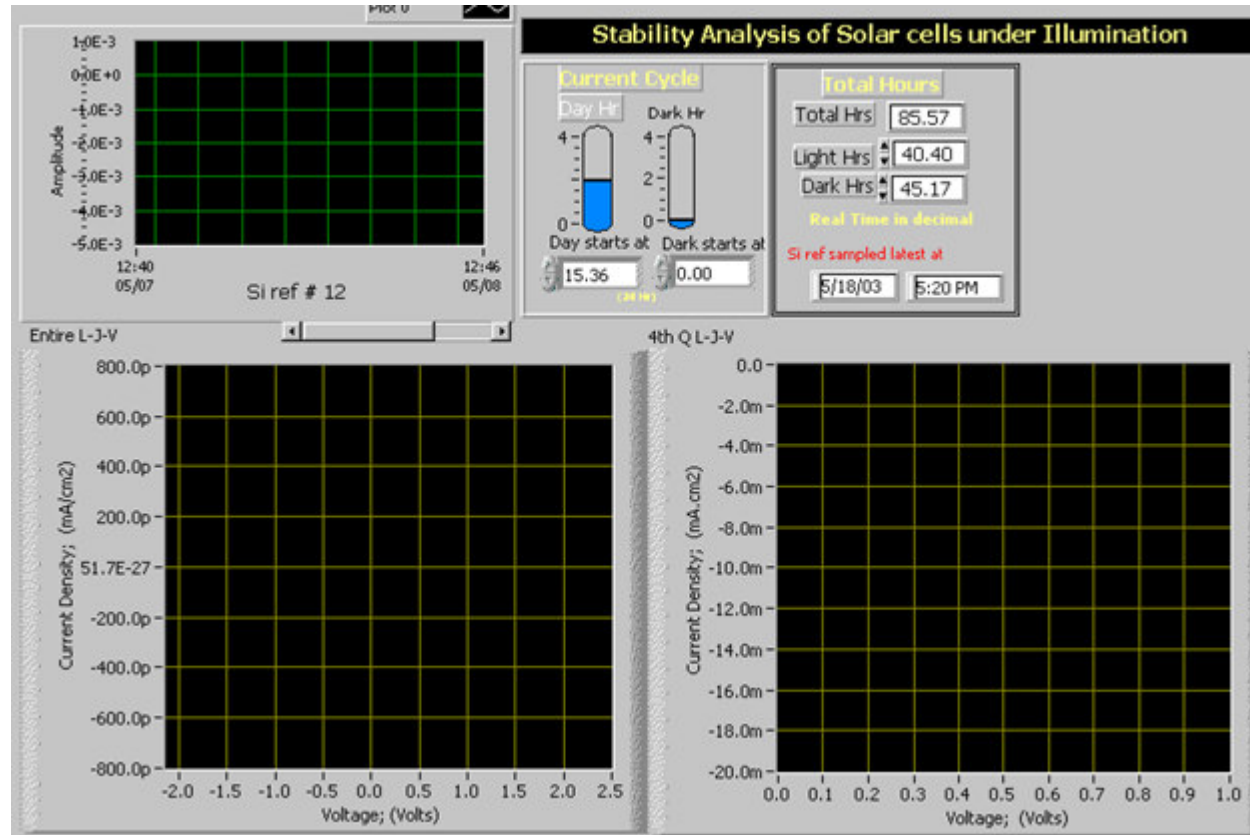 Plot 0
Stability Analysis of Solar cells under Illumination
1.0E-3
0.0E+0
-1.0E-3
-2.0E-3
-3.0E-3
-4.0E-3
-5.0E-3
Amplitude
12:40
05/07
12:46
05/08
Si ref # 12
Current Cycle
Day Hr
Dark Hr
4
0
4
2
0
Day starts at
Dark starts at
15.36
0.00
(24 Hr)
Total Hours
Total Hrs 85.57
Light Hrs 40.40
Dark Hrs 45.17
Real Time in decimal
Si ref sampled latest at
5/18/03 5:20 PM
Entire L-J-V
800.0p
600.0p
400.0p
200.0p
51.7E-27
-200.0p
-400.0p
-600.0p
-800.0p
Current Density; (mA/cm2)
-2.0 -1.5 -1.0 -0.5 0.0 0.5 1.0 1.5 2.0 2.5
Voltage; (Volts)
4th Q L-J-V
0.0
-2.0m
-4.0m
-6.0m
-8.0m
-10.0m
-12.0m
-14.0m
-16.0m
-18.0m
-20.0m
Current Density; (mA.cm2)
0.0 0.1 0.2 0.3 0.4 0.5 0.6 0.7 0.8 0.9 1.0
Voltage; (Volts)